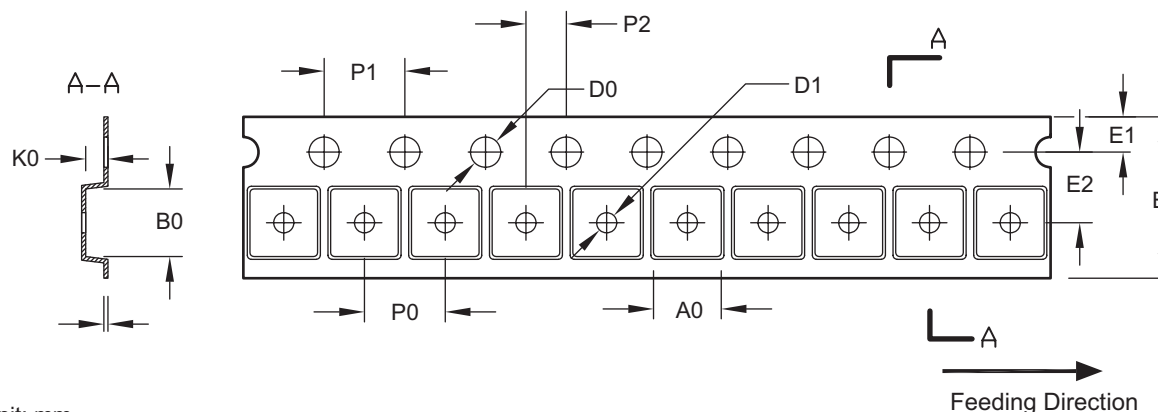 P2
A
P1
A-A
D0
D1
E1
K0
E2
B0
P0
A0
A
Feeding Direction